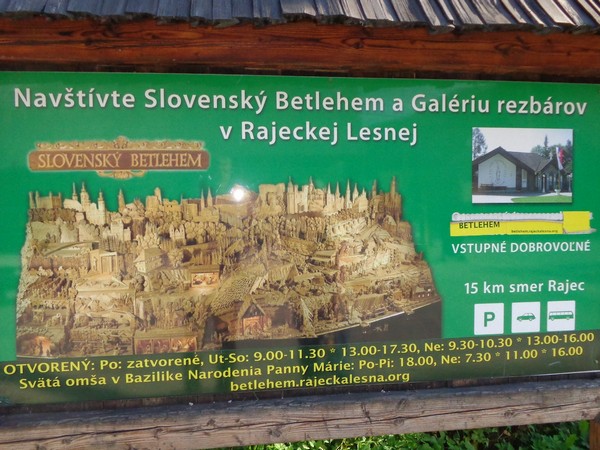 Navštívte Slovenský Betlehem a Galériu rezbárov
v Rajeckej Lesnej
SLOVENSKÝ BETLEHEM
BETLEHEM
betlehem.rajeckalesna.org
VSTUPNÉ DOBROVOĽNÉ
15 km smer Rajec
P
OTVORENÝ: Po: zatvorené, Ut-So: 9.00-11.30 * 13.00-17.30, Ne: 9.30-10.30 * 13.00-16.00
Svätá omša v Bazilike Narodenia Panny Márie: Po-Pi: 18.00, Ne: 7.30 * 11.00 * 16.00
betlehem.rajeckalesna.org